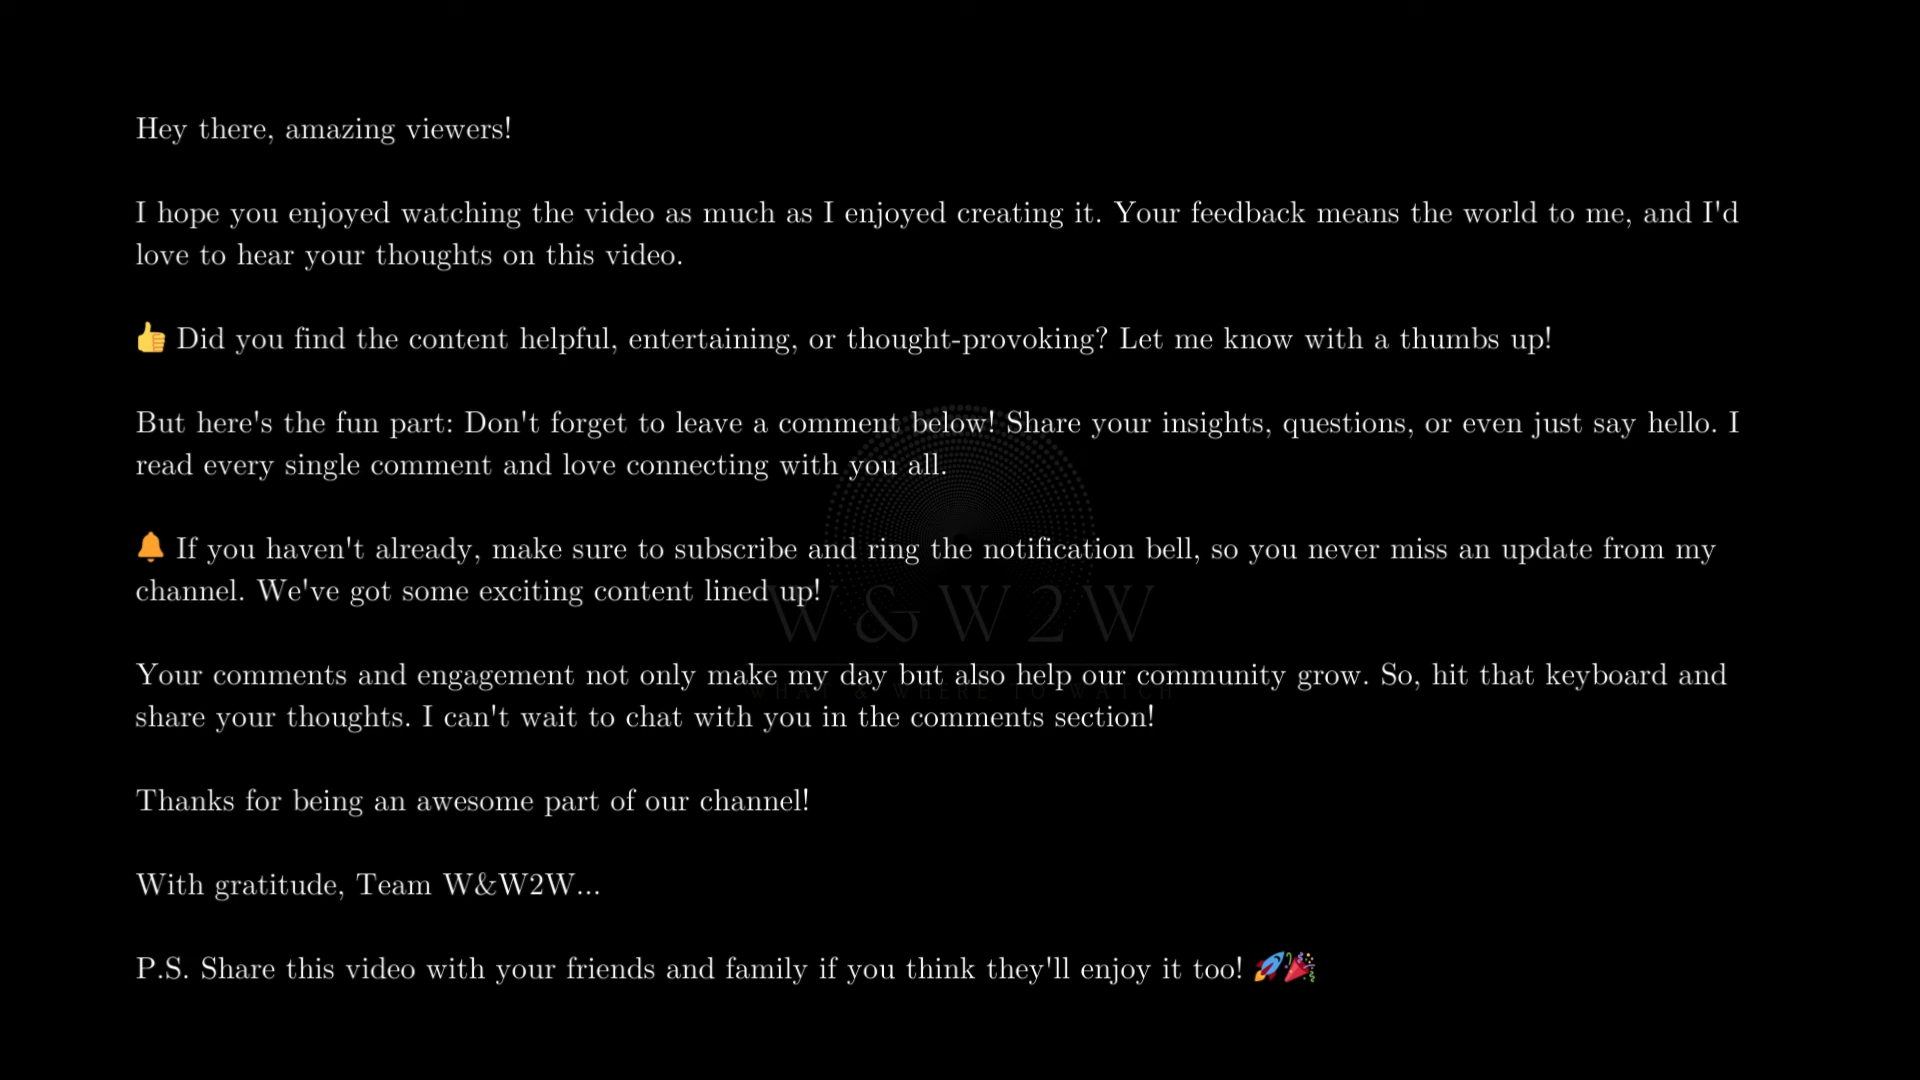 Hey there, amazing viewers!
I hope you enjoyed watching the video as much as I enjoyed creating it. Your feedback means the world to me, and I'd
love to hear your thoughts on this video.
👍 Did you find the content helpful, entertaining, or thought-provoking? Let me know with a thumbs up!
But here's the fun part: Don't forget to leave a comment below! Share your insights, questions, or even just say hello. I
read every single comment and love connecting with you all.
🔔 If you haven't already, make sure to subscribe and ring the notification bell, so you never miss an update from my
channel. We've got some exciting content lined up!
W&W2W
Your comments and engagement not only make my day but also help our community grow. So, hit that keyboard and
WHAT & WHERE TO WATCH
share your thoughts. I can't wait to chat with you in the comments section!
Thanks for being an awesome part of our channel!
With gratitude, Team W&W2W...
P.S. Share this video with your friends and family if you think they'll enjoy it too! 🚀🎉